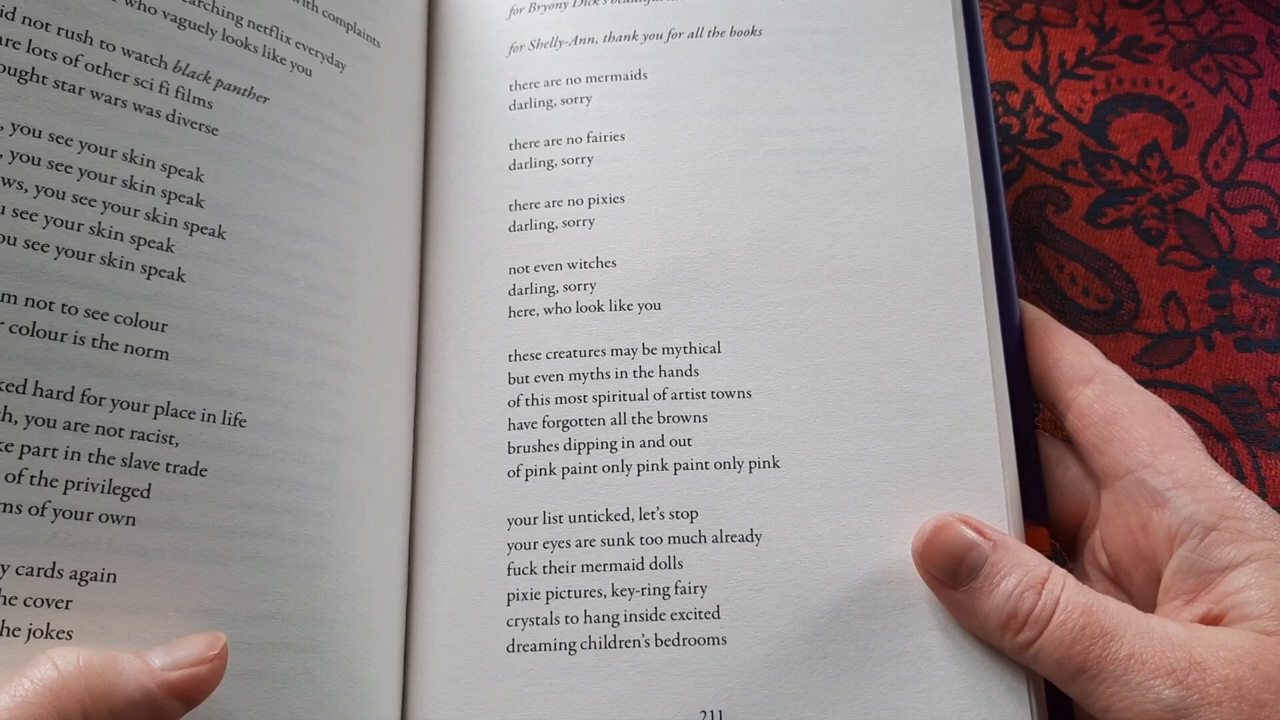 with complaints
searching netflix everyday
who vaguely looks like you
not rush to watch black panther
are lots of other sci fi films
star wars was diverse
, you see your skin speak
, you see your skin speak
you see your skin speak
see your skin speak
you see your skin speak
not to see colour
colour is the norm
hard for your place in life
you are not racist,
part in the slave trade
of the privileged
of your own
cards again
cover
jokes
for Bryony Dick's
for Shelly-Ann, thank you for all the books
there are no mermaids
darling, sorry
there are no fairies
darling, sorry
there are no pixies
darling, sorry
not even witches
darling, sorry
here, who look like you
these creatures may be mythical
but even myths in the hands
of this most spiritual of artist towns
have forgotten all the browns
brushes dipping in and out
of pink paint only pink paint only pink
your list unticked, let's stop
your eyes are sunk too much already
fuck their mermaid dolls
pixie pictures, key-ring fairy
crystals to hang inside excited
dreaming children's bedrooms
211